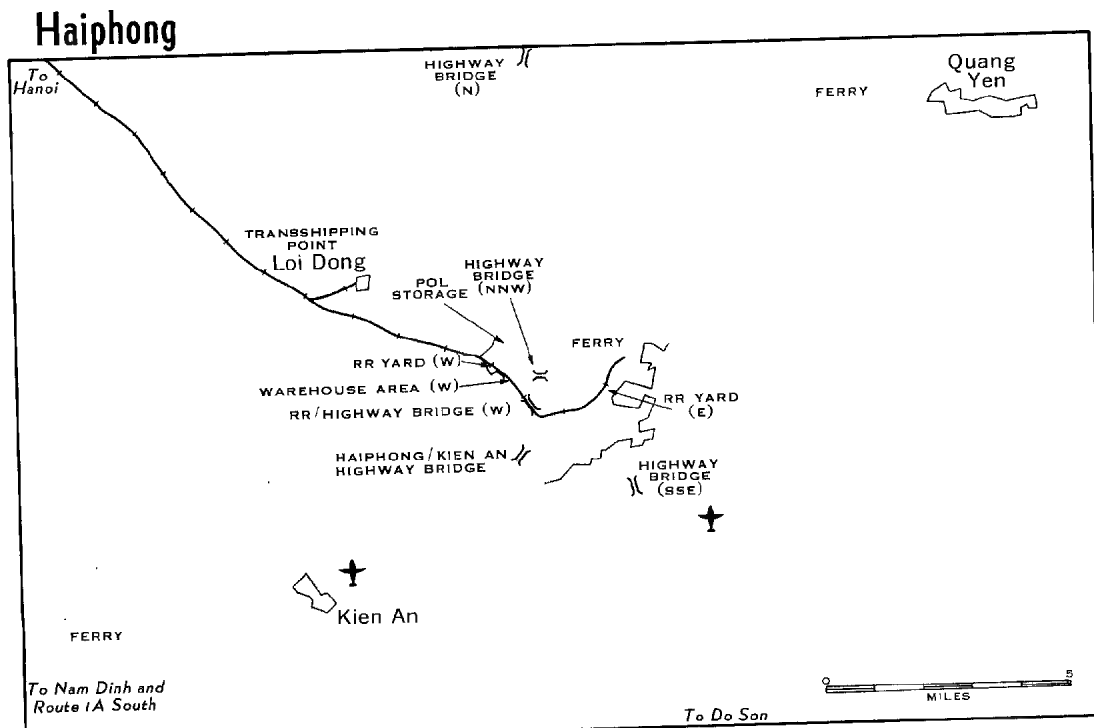 Haiphong
To
Hanoi
HIGHWAY
BRIDGE
(N)
FERRY
Quang
Yen
TRANSSHIPPING
POINT
Loi Dong
POL
STORAGE
HIGHWAY
BRIDGE
(NNW)
FERRY
RR YARD (W)
WAREHOUSE AREA (W)
RR/HIGHWAY BRIDGE (W)
RR YARD
(E)
HAIPHONG/KIEN AN
HIGHWAY BRIDGE
HIGHWAY
BRIDGE
(SSE)
Kien An
FERRY
To Nam Dinh and
Route 1A South
0 5
MILES
To Do Son